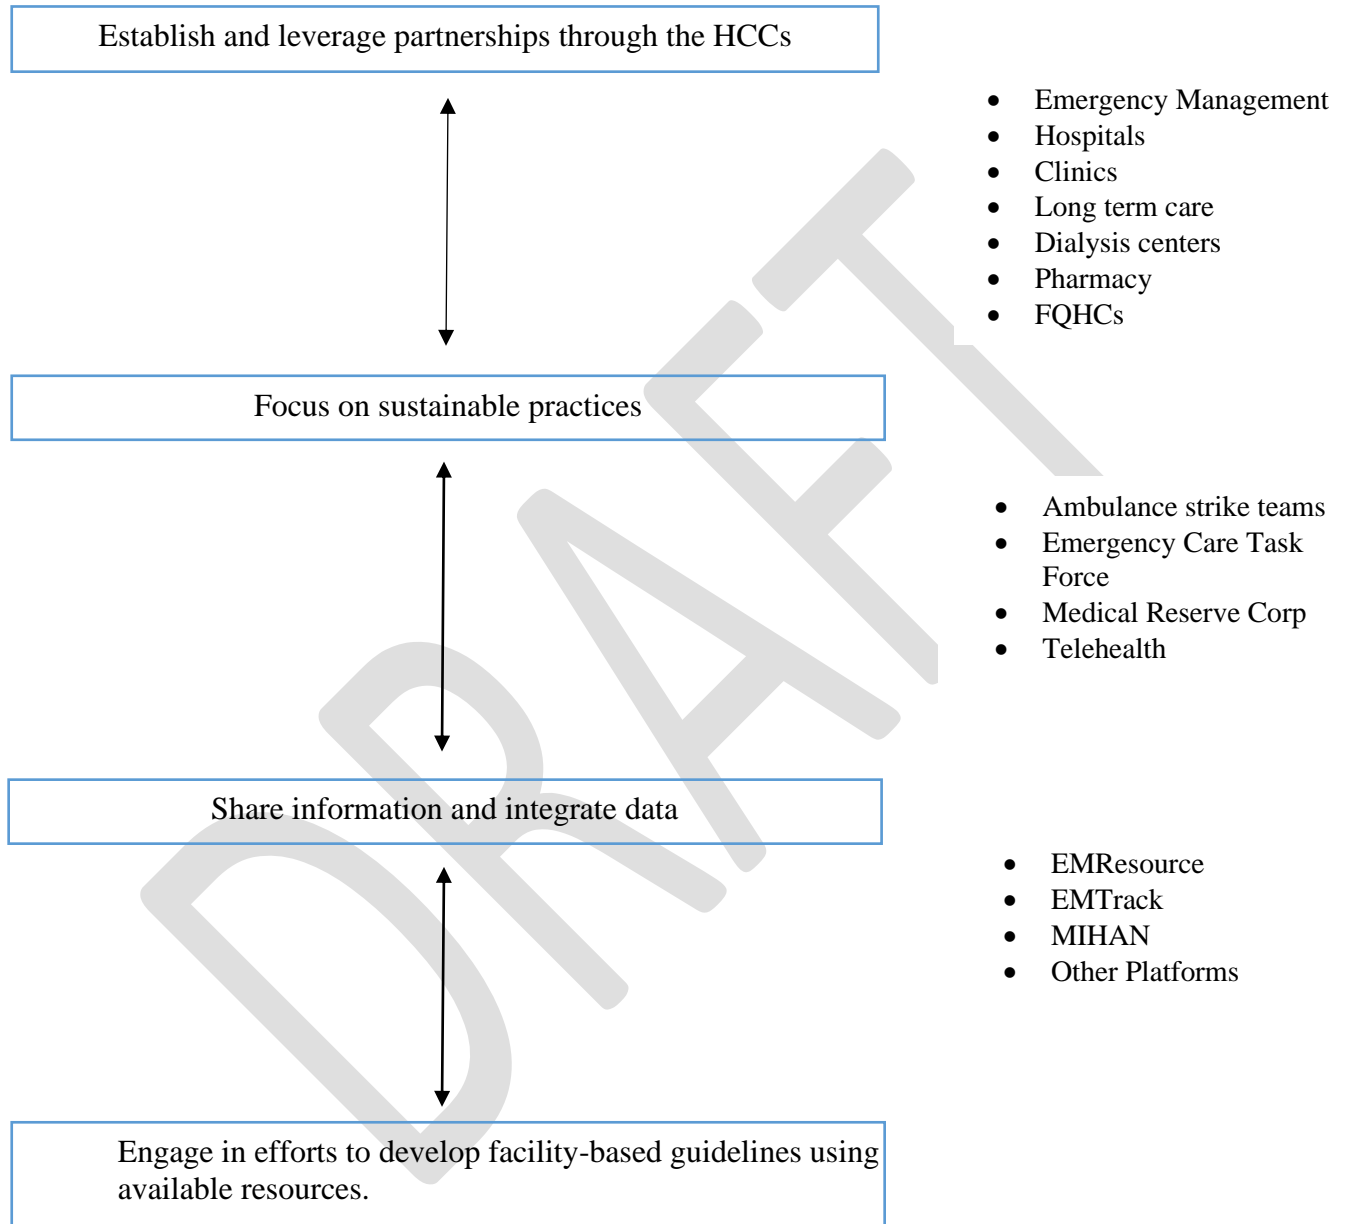 Establish and leverage partnerships through the HCCs
• Emergency Management
• Hospitals
• Clinics
• Long term care
• Dialysis centers
• Pharmacy
• FQHCs
Focus on sustainable practices
• Ambulance strike teams
• Emergency Care Task
Force
• Medical Reserve Corp
• Telehealth
Share information and integrate data
• EMResource
• EMTrack
• MIHAN
• Other Platforms
Engage in efforts to develop facility-based guidelines using
available resources.
DRAFT